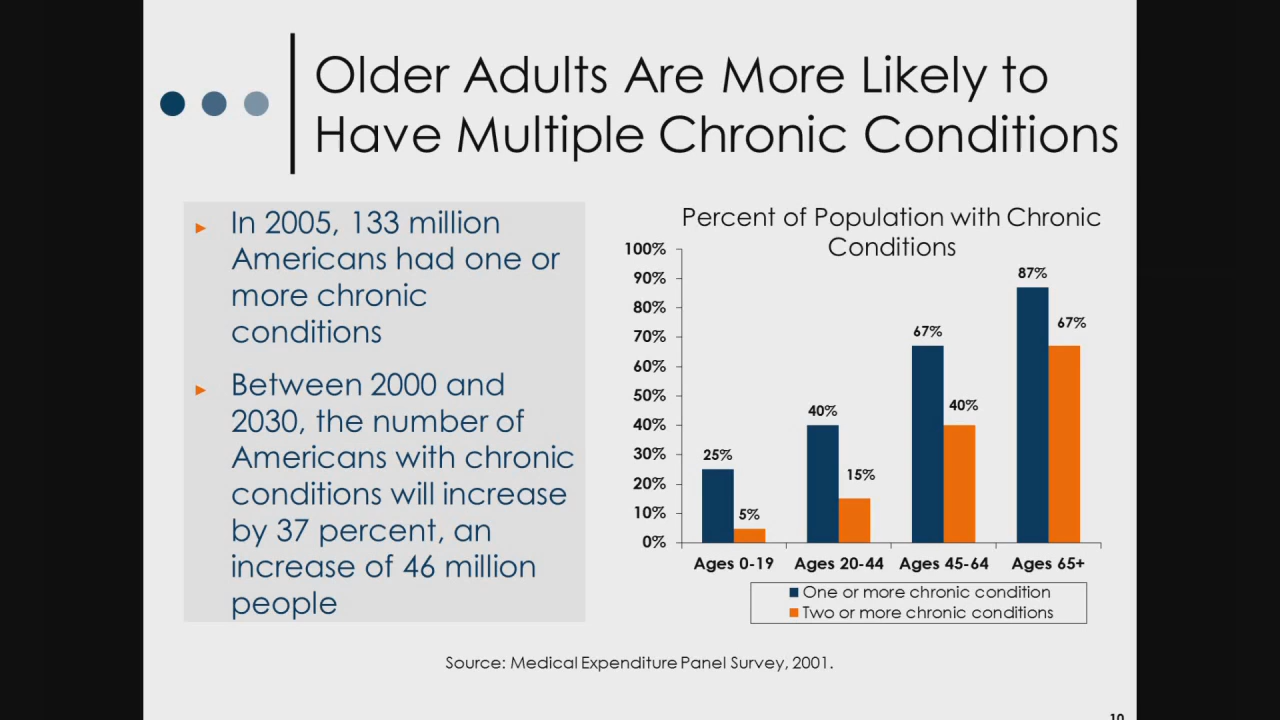 Older Adults Are More Likely to
Have Multiple Chronic Conditions
In 2005, 133 million
Americans had one or
more chronic
conditions
Between 2000 and
2030, the number of
Americans with chronic
conditions will increase
by 37 percent, an
increase of 46 million
people
Percent of Population with Chronic
Conditions
100%
90%
80%
70%
60%
50%
40%
30%
20%
10%
0%
25%
5%
40%
15%
67%
40%
87%
67%
Ages 0-19 Ages 20-44 Ages 45-64 Ages 65+
One or more chronic condition
Two or more chronic conditions
Source: Medical Expenditure Panel Survey, 2001.
10